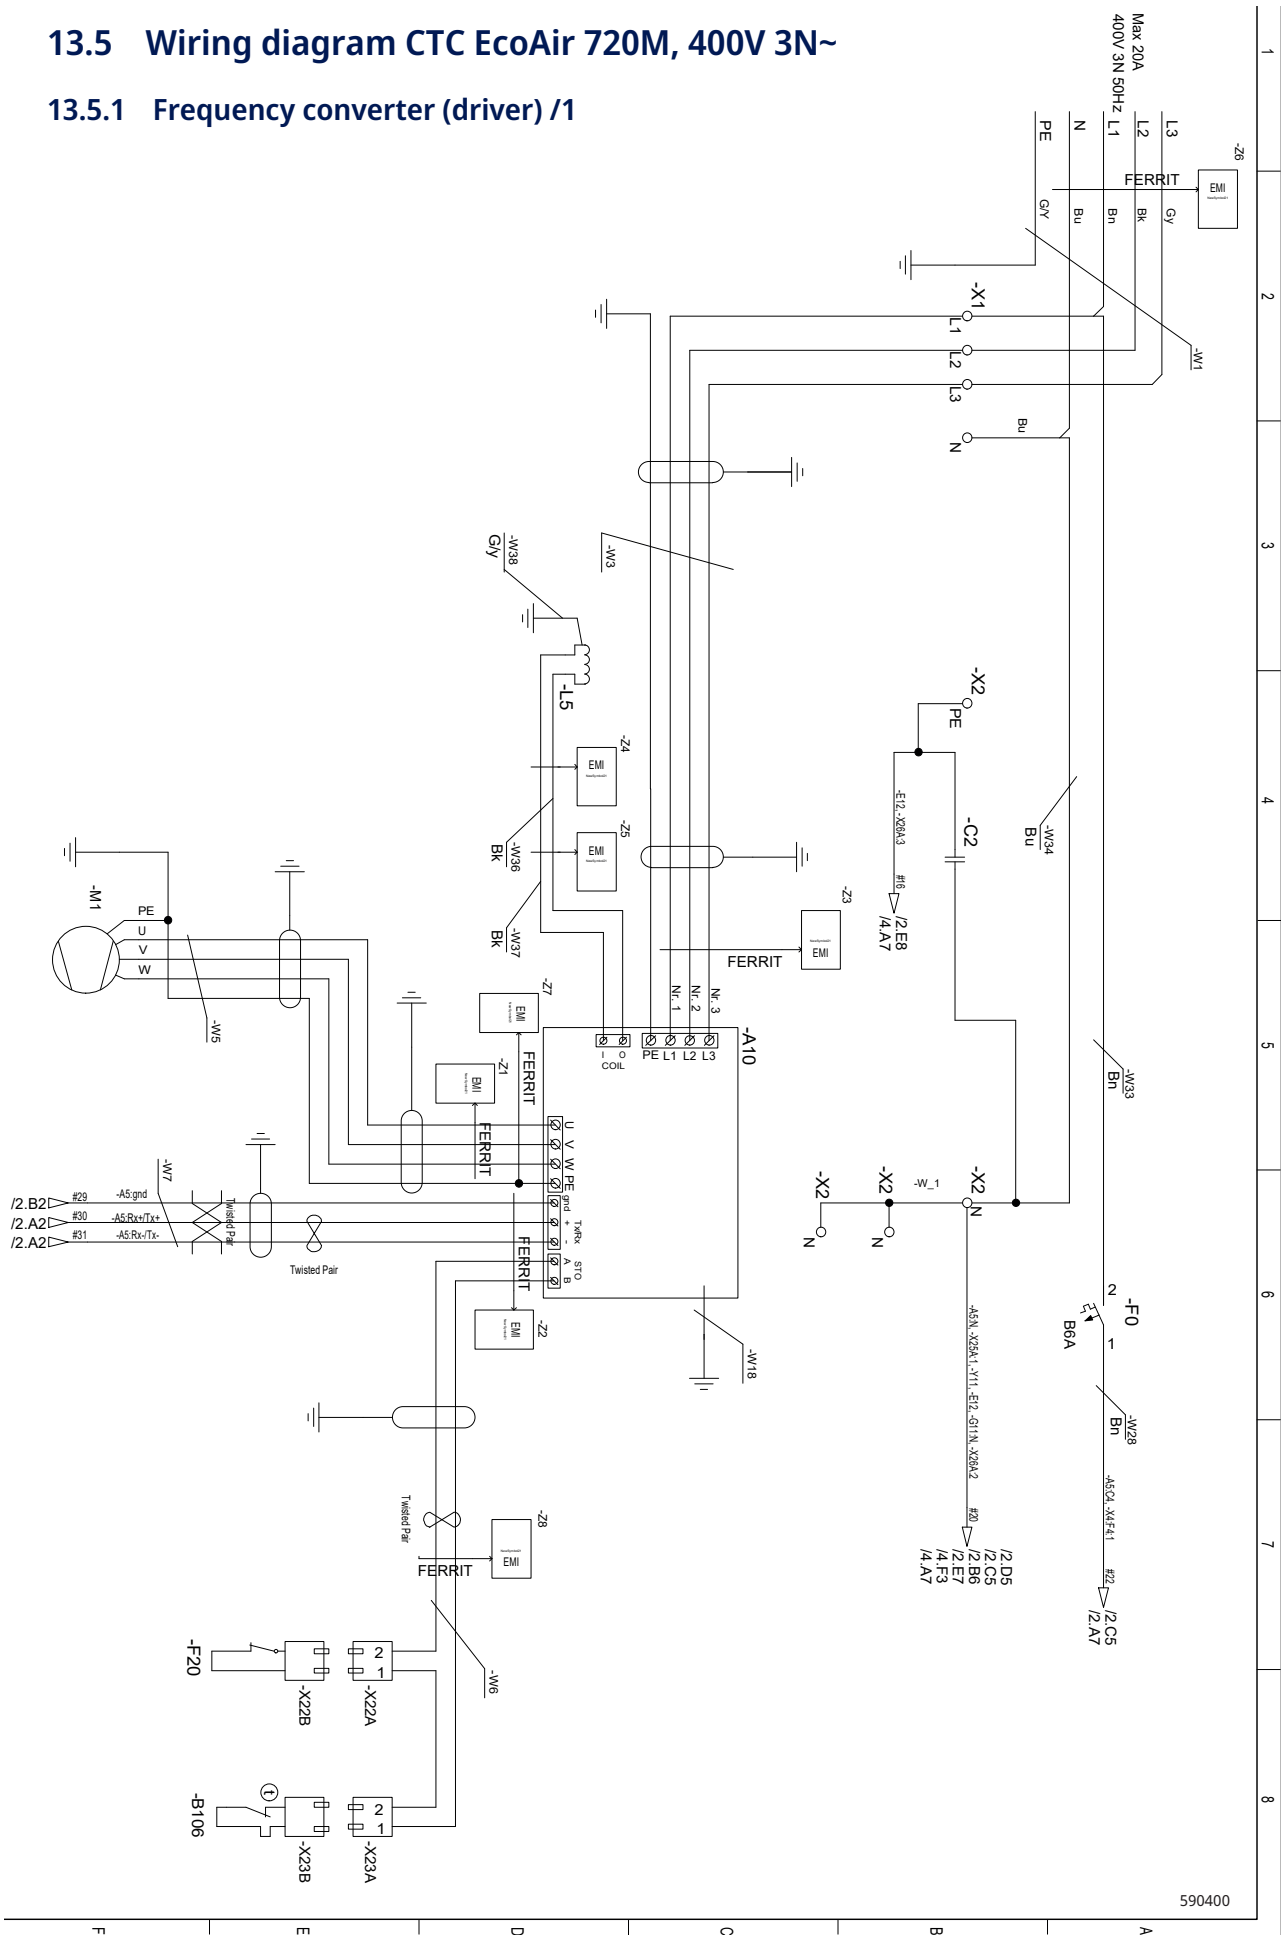 13.5 Wiring diagram CTC EcoAir 720M, 400V 3N~
13.5.1 Frequency converter (driver) /1
Max 20A
400V 3N 50Hz
L3
L2
L1
N
PE
-Z6
EMI
FERRIT
Gy
Bk
Bn
Bu
G/Y
-W1
-X1
L1
L2
L3
N
Bu
-W3
-W38
G/y
-L5
-X2
PE
-Z4
EMI
-Z5
EMI
-W36
Bk
-W37
Bk
-C2
-W34
Bu
-E12,-X26A:3
#16
/2.E8
/4.A7
-Z3
EMI
FERRIT
-M1
PE
U
V
W
-W5
Nr. 1
Nr. 2
Nr. 3
-Z7
EMI
FERRIT
-Z1
EMI
FERRIT
-A10
I O
COIL
PE L1 L2 L3
-W33
Bn
U
V
W
PE
gnd
+
-
Tx/Rx
A
B
STO
-W7
/2.B2
#29
-A5:gnd
/2.A2
#30
-A5:Rx+/Tx+
/2.A2
#31
-A5:Rx-/Tx-
Twisted Par
Twisted Pair
FERRIT
-Z2
EMI
-W18
-X2
N
-X2
N
-W_1
-X2
N
-A5:N, -X25A:1, -Y11, -E12, -G11:N, -X26A:2
#20
/2.D5
/2.C5
/2.B6
/2.E7
/4.F3
/4.A7
2
-F0
1
B6A
-W28
Bn
-A5:C4, -X4:F4:1
#22
/2.C5
/2.A7
Twisted Pair
-Z8
EMI
FERRIT
-W6
-F20
-X22B
2
1
-X22A
-B106
t
-X23B
2
1
-X23A
590400
1
2
3
4
5
6
7
8
F
E
D
C
B
A